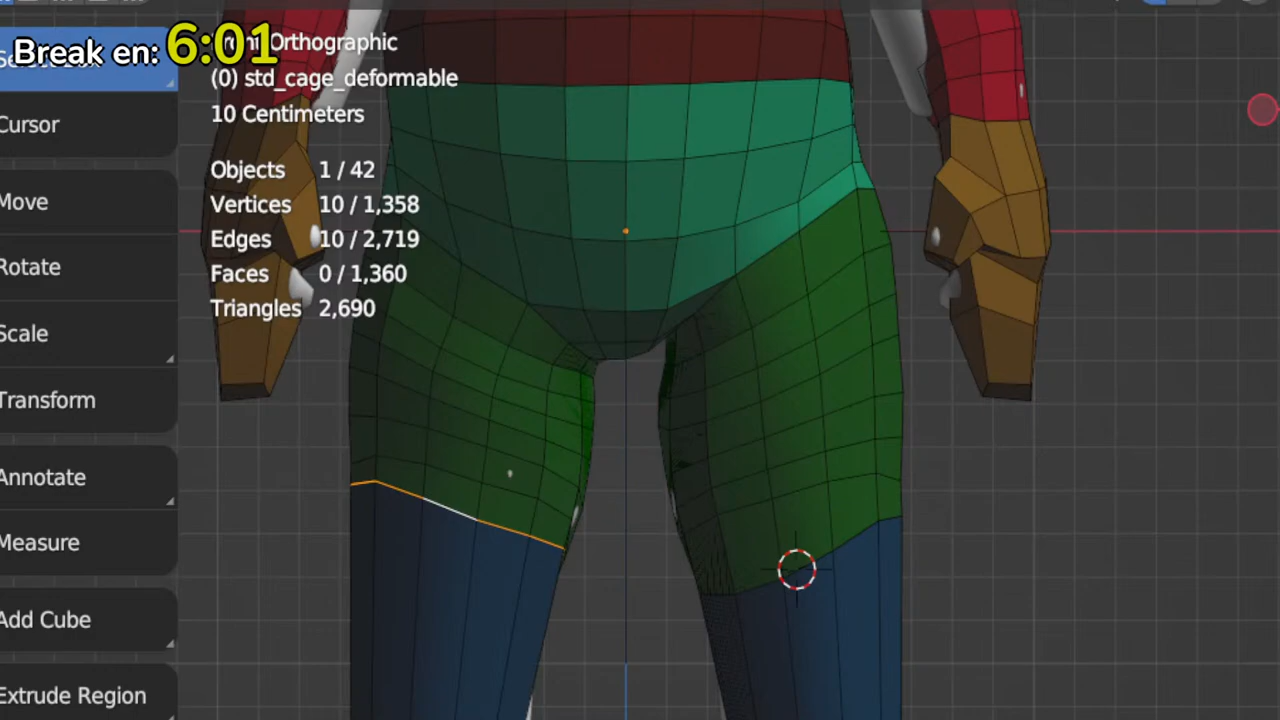 Break en: 6:01
Orthographic
(0) std_cage_deformable
10 Centimeters
Objects 1 / 42
Vertices 10 / 1,358
Edges 10 / 2,719
Faces 0 / 1,360
Triangles 2,690
Cursor
Move
Rotate
Scale
Transform
Annotate
Measure
Add Cube
Extrude Region